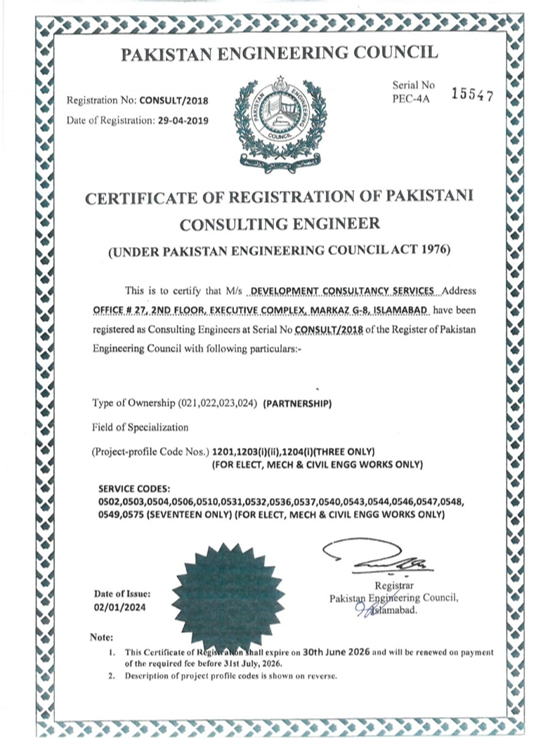 PAKISTAN ENGINEERING COUNCIL
Registration No: CONSULT/2018
Date of Registration: 29-04-2019
PAKISTAN ENGINEERING COUNCIL
Serial No
PEC-4A 15547
CERTIFICATE OF REGISTRATION OF PAKISTANI
CONSULTING ENGINEER
(UNDER PAKISTAN ENGINEERING COUNCIL ACT 1976)
This is to certify that M/s DEVELOPMENT CONSULTANCY SERVICES Address
OFFICE # 27, 2ND FLOOR, EXECUTIVE COMPLEX, MARKAZ G-8, ISLAMABAD have been
registered as Consulting Engineers at Serial No CONSULT/2018 of the Register of Pakistan
Engineering Council with following particulars:-
Type of Ownership (021,022,023,024) (PARTNERSHIP)
Field of Specialization
(Project-profile Code Nos.) 1201,1203(i)(ii),1204(i)(THREE ONLY)
(FOR ELECT, MECH & CIVIL ENGG WORKS ONLY)
SERVICE CODES:
0502,0503,0504,0506,0510,0531,0532,0536,0537,0540,0543,0544,0546,0547,0548,
0549,0575 (SEVENTEEN ONLY) (FOR ELECT, MECH & CIVIL ENGG WORKS ONLY)
Date of Issue:
02/01/2024
Registrar
Pakistan Engineering Council,
Islamabad.
Note:
1. This Certificate of Registration shall expire on 30th June 2026 and will be renewed on payment
of the required fee before 31st July, 2026.
2. Description of project profile codes is shown on reverse.